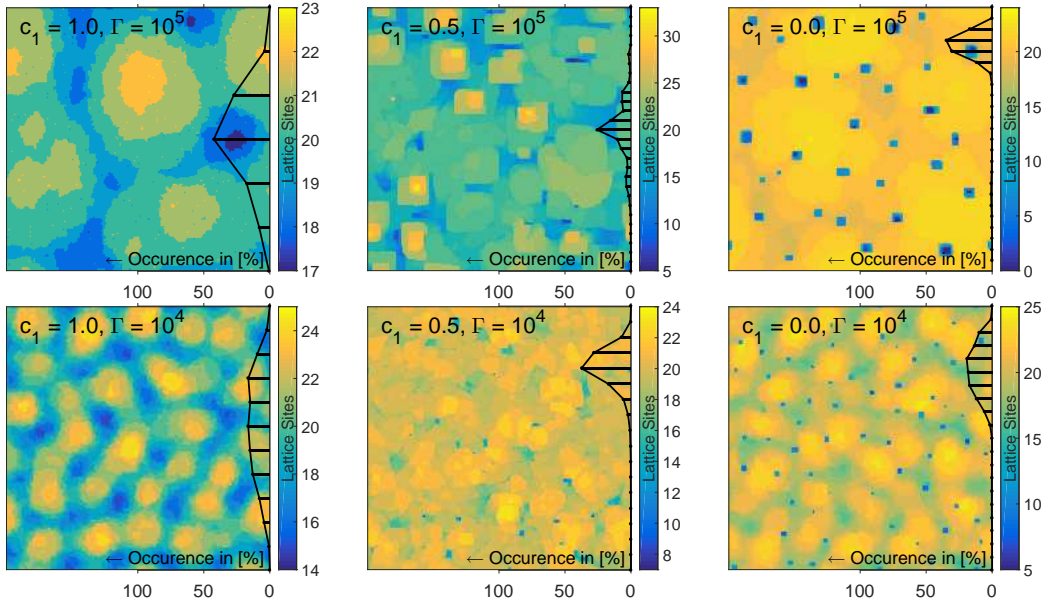 c1 = 1.0, Γ = 10^5
23
22
21
20
19
18
17
Lattice Sites
← Occurence in [%]
100 50 0
c1 = 0.5, Γ = 10^5
30
25
20
15
10
5
Lattice Sites
← Occurence in [%]
100 50 0
c1 = 0.0, Γ = 10^5
20
15
10
5
0
Lattice Sites
← Occurence in [%]
100 50 0
c1 = 1.0, Γ = 10^4
24
22
20
18
16
14
Lattice Sites
← Occurence in [%]
100 50 0
c1 = 0.5, Γ = 10^4
24
22
20
18
16
14
12
10
8
Lattice Sites
← Occurence in [%]
100 50 0
c1 = 0.0, Γ = 10^4
25
20
15
10
5
Lattice Sites
← Occurence in [%]
100 50 0